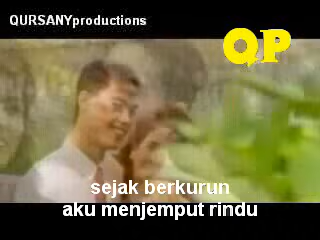 QURSANYproductions
QP
sejak berkurun
aku menjemput rindu